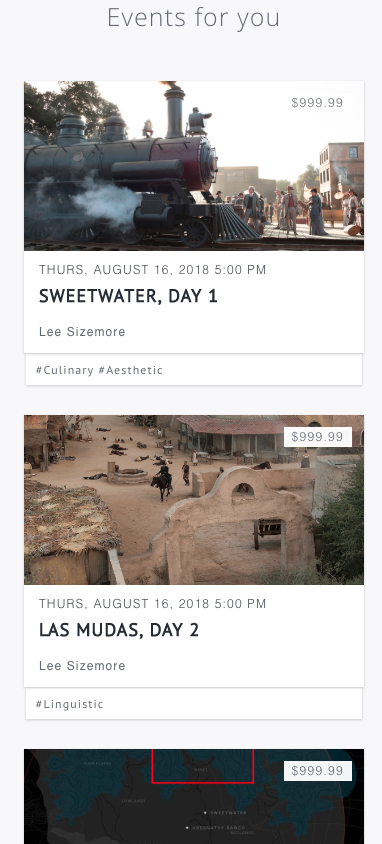 Events for you
$999.99
THURS, AUGUST 16, 2018 5:00 PM
SWEETWATER, DAY 1
Lee Sizemore
#Culinary #Aesthetic
$999.99
THURS, AUGUST 16, 2018 5:00 PM
LAS MUDAS, DAY 2
Lee Sizemore
#Linguistic
$999.99
SWEETWATER
ABERNATHY RANCH
BADLANDS